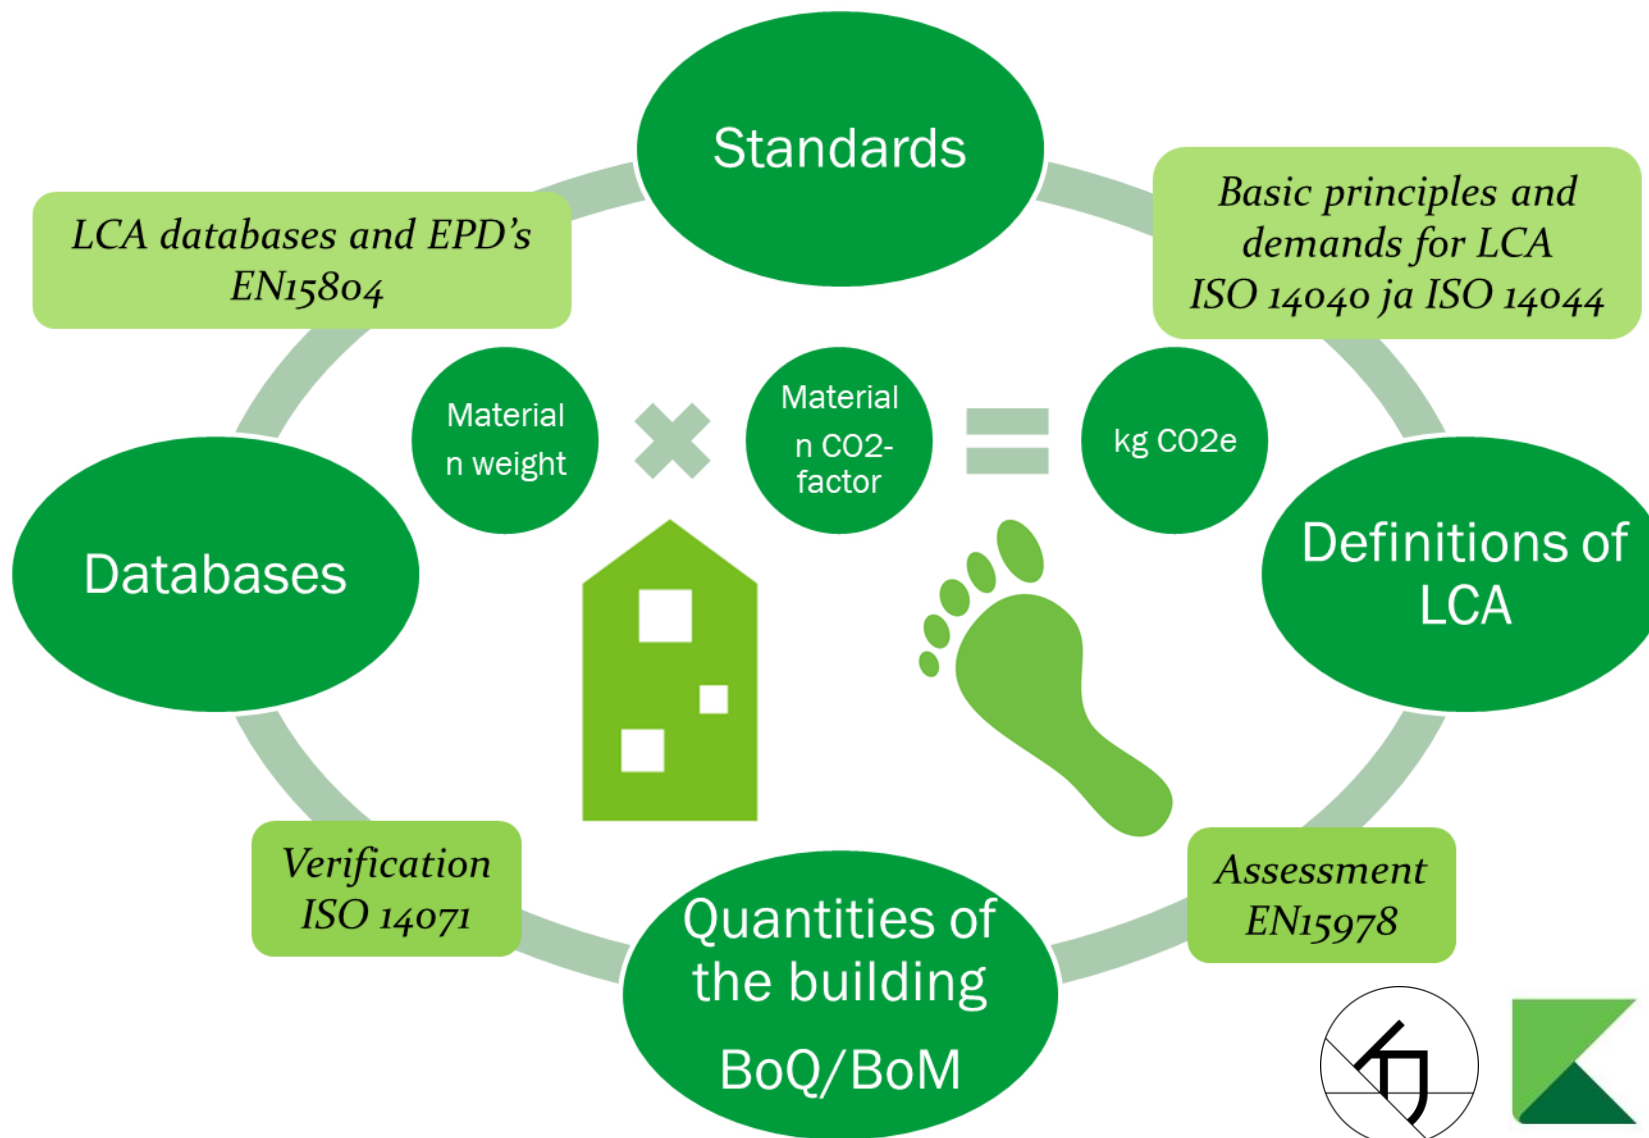 Standards
LCA databases and EPD’s
EN15804
Basic principles and
demands for LCA
ISO 14040 ja ISO 14044
Material
n weight
Material
n CO2-
factor
kg CO2e
Databases
Definitions of
LCA
Verification
ISO 14071
Quantities of
the building
BoQ/BoM
Assessment
EN15978